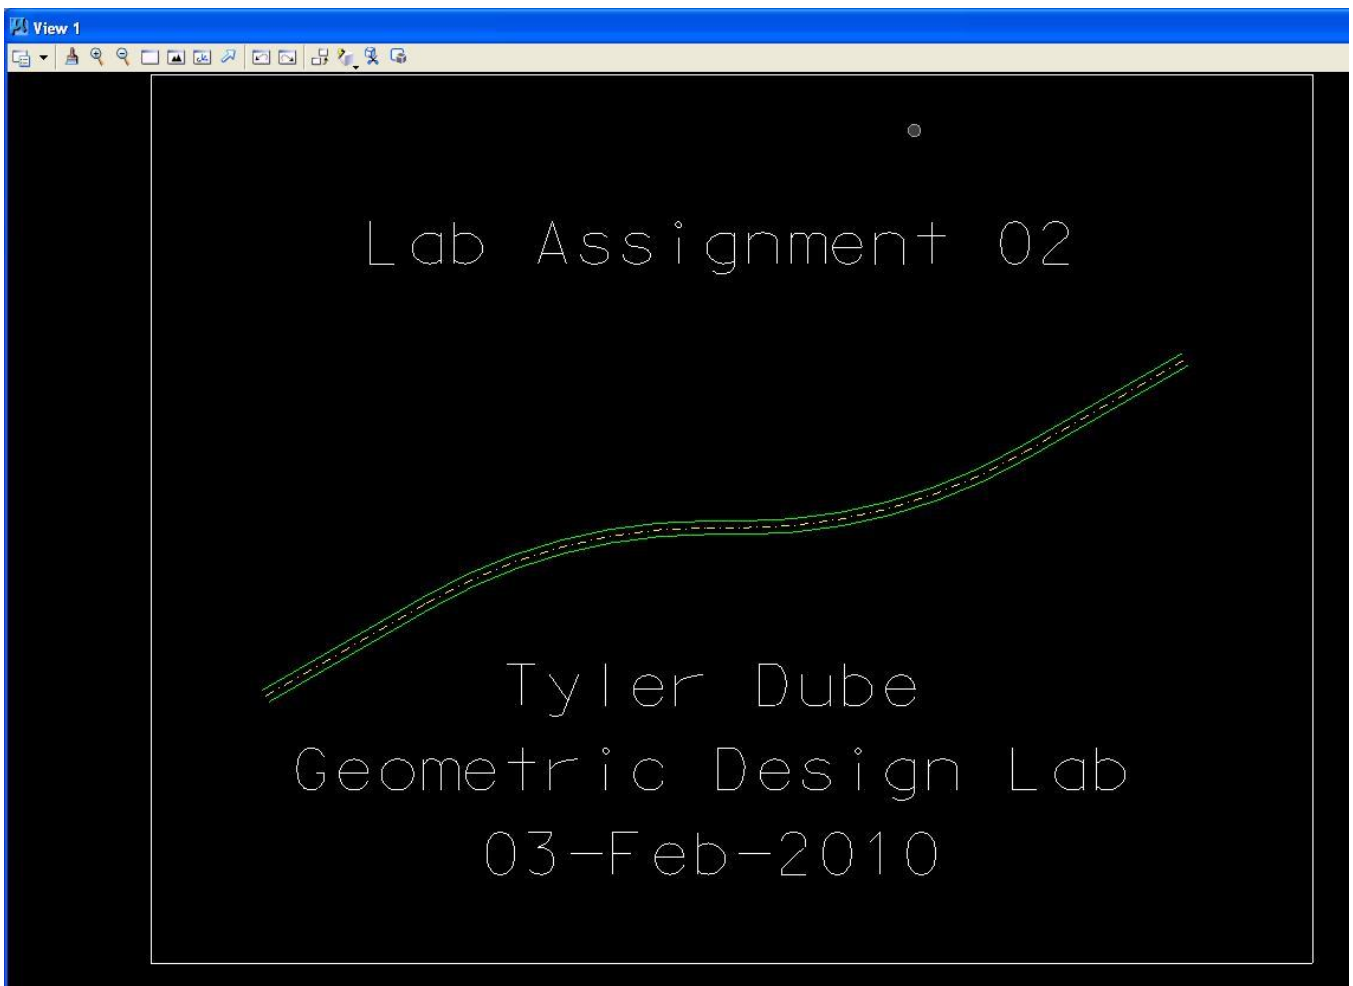 View 1
Lab Assignment 02
Tyler Dube
Geometric Design Lab
03-Feb-2010